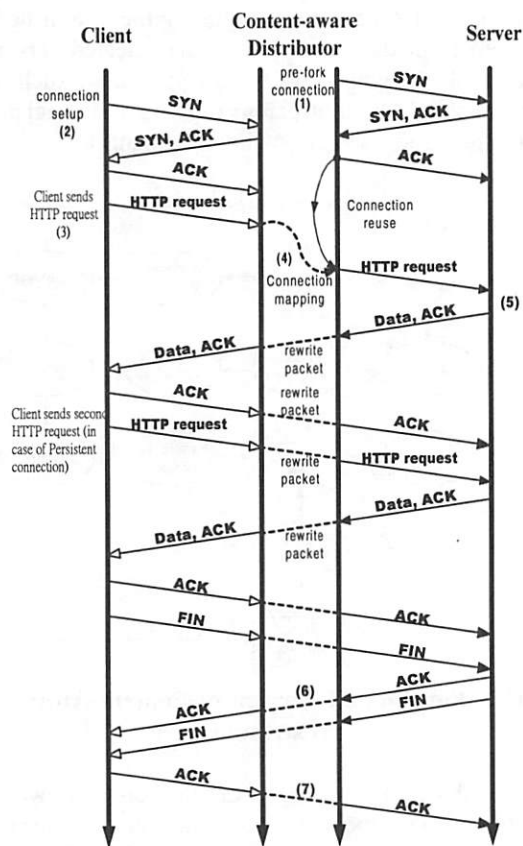 Client
Content-aware
Distributor
Server
pre-fork
connection
(1)
SYN
connection
setup
(2)
SYN
SYN, ACK
SYN, ACK
ACK
ACK
Client sends
HTTP request
(3)
HTTP request
Connection
reuse
(4)
Connection
mapping
HTTP request
(5)
Data, ACK
Data, ACK
rewrite
packet
ACK
rewrite
packet
ACK
Client sends second
HTTP request (in
case of Persistent
connection)
HTTP request
rewrite
packet
HTTP request
Data, ACK
Data, ACK
rewrite
packet
ACK
ACK
FIN
FIN
ACK
(6)
ACK
FIN
FIN
ACK
(7)
ACK